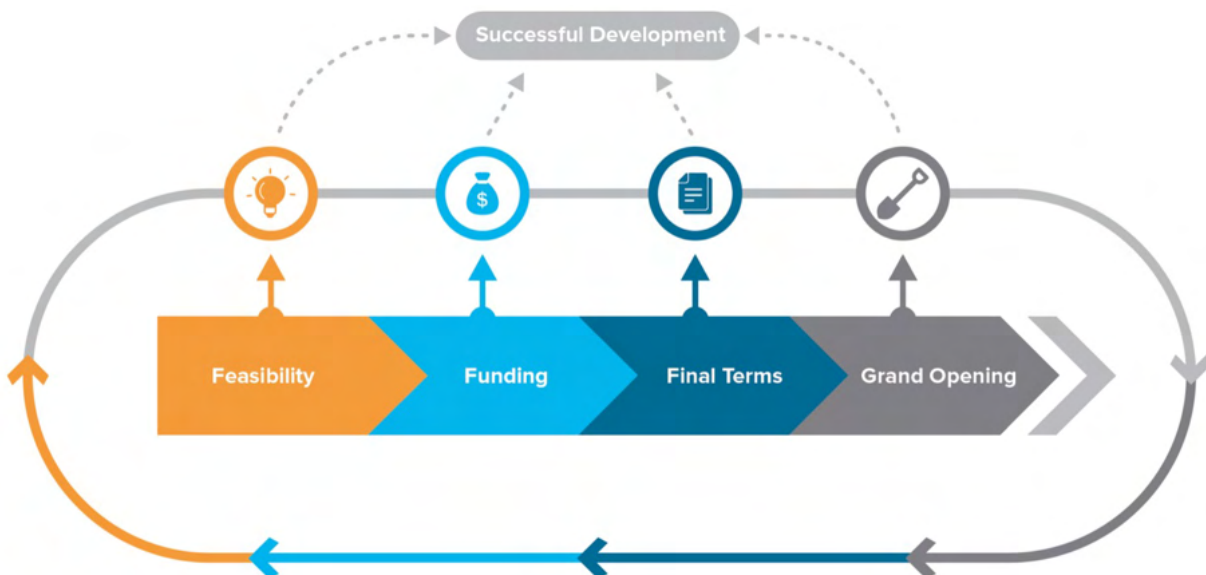 Successful Development
$
Feasibility
Funding
Final Terms
Grand Opening